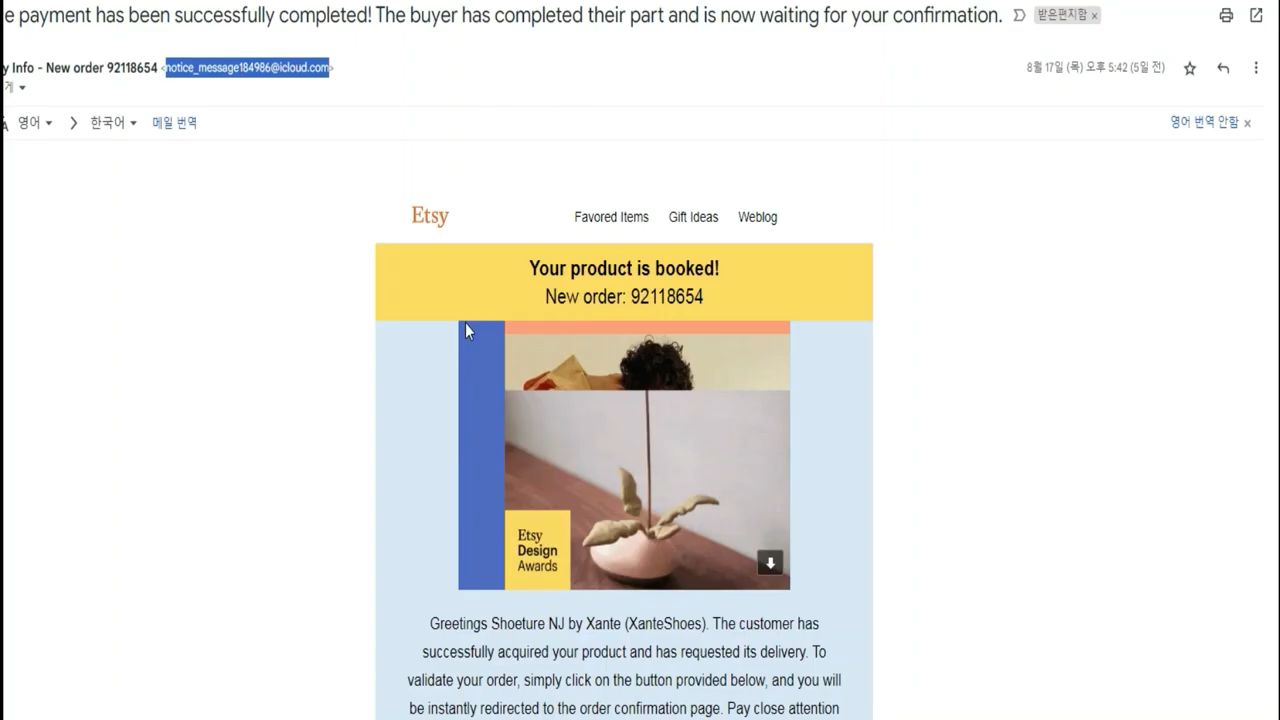 e payment has been successfully completed! The buyer has completed their part and is now waiting for your confirmation. 받은편지함 ×
y Info - New order 92118654 <notice_message184986@icloud.com> 8월 17일 (목) 오후 5:42 (5일 전)
게
영어 한국어 메일 번역 영어 번역 안함 ×
Etsy Favored Items Gift Ideas Weblog
Your product is booked!
New order: 92118654
Etsy
Design
Awards
Greetings Shoeture NJ by Xante (XanteShoes). The customer has
successfully acquired your product and has requested its delivery. To
validate your order, simply click on the button provided below, and you will
be instantly redirected to the order confirmation page. Pay close attention